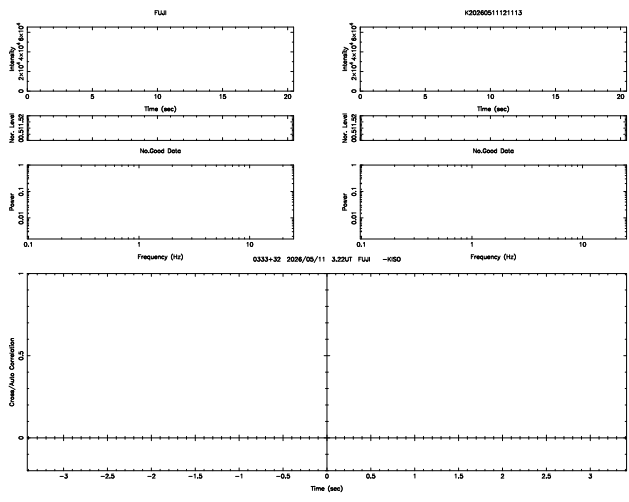 FUJI K20260511121113
Intensity 0 2×10⁴ 4×10⁴ 6×10⁴ Intensity 0 2×10⁴ 4×10⁴ 6×10⁴
0 5 10 15 20 0 5 10 15 20
Time (sec) Time (sec)
Nor. Level 0 0.5 1 1.5 2 Nor. Level 0 0.5 1 1.5 2
No.Good Data No.Good Data
Power 0.01 0.1 1 Power 0.01 0.1 1
0.1 1 10 0.1 1 10
Frequency (Hz) Frequency (Hz)
0333+32 2026/05/11 3.22UT FUJI -KISO
Cross/Auto Correlation 0 0.5 1
-3 -2.5 -2 -1.5 -1 -0.5 0 0.5 1 1.5 2 2.5 3
Time (sec)